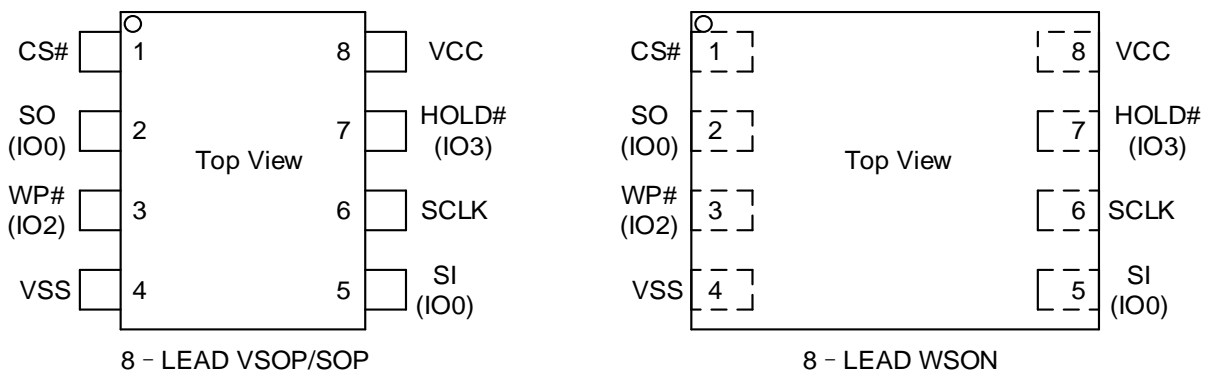 CS#
1
8
VCC
SO
(IO0)
2
7
HOLD#
(IO3)
Top View
WP#
(IO2)
3
6
SCLK
VSS
4
5
SI
(IO0)
8 – LEAD VSOP/SOP
CS#
1
8
VCC
SO
(IO0)
2
7
HOLD#
(IO3)
Top View
WP#
(IO2)
3
6
SCLK
VSS
4
5
SI
(IO0)
8 – LEAD WSON